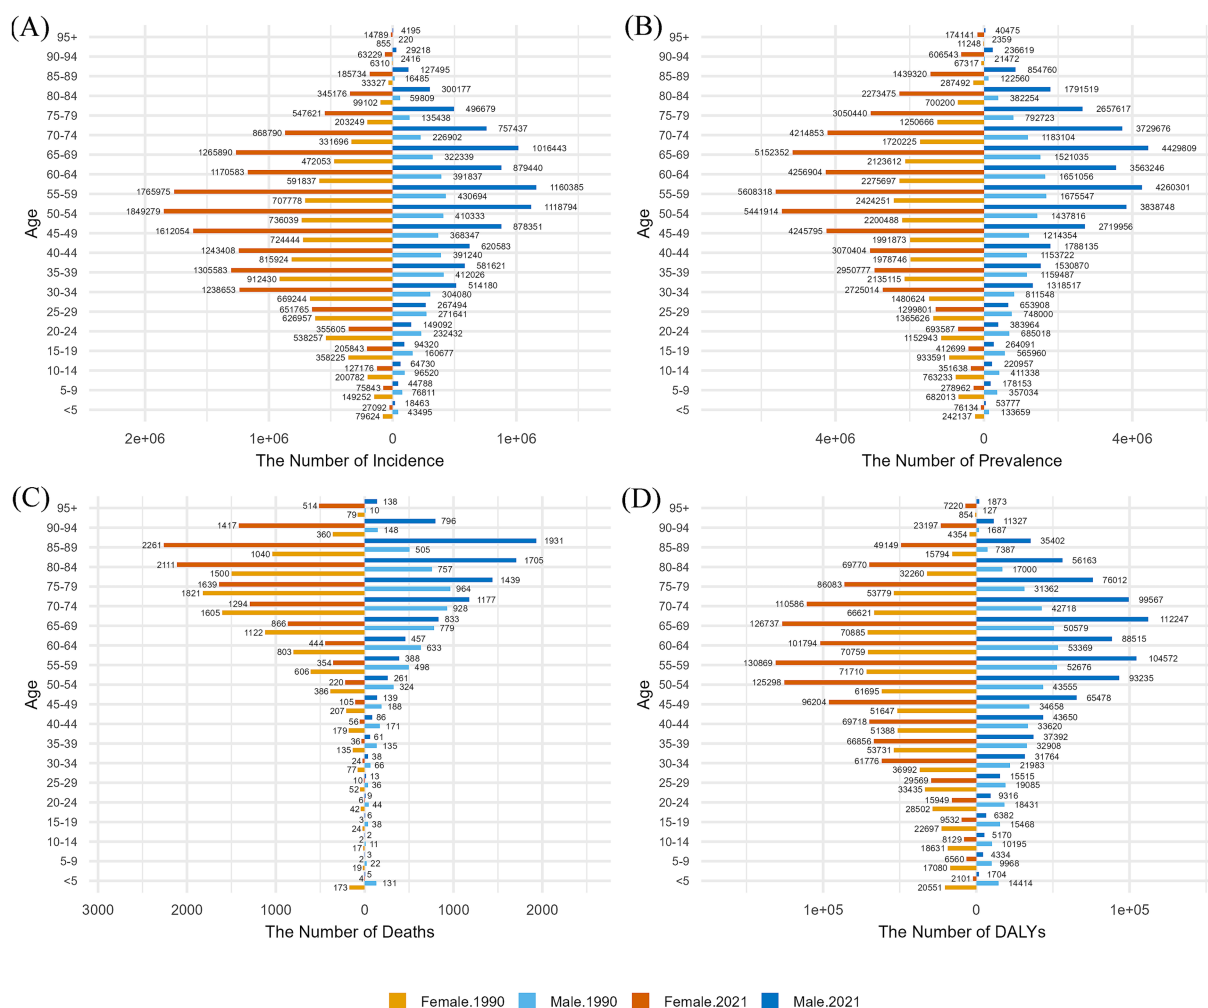 (A)
95+ 14789 4195
855 220
90-94 63229 29218
6310 2416
85-89 185734 127495
33327 16485
80-84 345176 300177
99102 59809
75-79 547621 496679
203249 135438
70-74 868790 757437
331696 226902
65-69 1265890 1016443
472053 322339
60-64 1170583 879440
591837 391837
55-59 1765975 1160385
707778 430694
50-54 1849279 1118794
736039 410333
45-49 1612054 878351
724444 368347
40-44 1243408 620583
815924 391240
35-39 1305583 581621
912430 412026
30-34 1238653 514180
669244 304080
25-29 651765 267494
626957 271641
20-24 355605 149092
538257 232432
15-19 205843 94320
358225 160677
10-14 127176 64730
200782 96520
5-9 75843 44788
149252 76811
<5 27092 18463
79624 43495
Age
2e+06 1e+06 0 1e+06
The Number of Incidence
(B)
95+ 174141 40475
11248 2359
90-94 606543 236619
67317 21472
85-89 1439320 854760
287492 122560
80-84 2273475 1791519
700200 382254
75-79 3050440 2657617
1250666 792723
70-74 4214853 3729676
1720225 1183104
65-69 5152352 4429809
2123612 1521035
60-64 4256904 3563246
2275697 1651056
55-59 5608318 4260301
2424251 1675547
50-54 5441914 3838748
2200488 1437816
45-49 4245795 2719956
1991873 1214354
40-44 3070404 1788135
1978746 1153722
35-39 2950777 1530870
2135115 1159487
30-34 2725014 1318517
1480624 811548
25-29 1299801 653908
1365626 748000
20-24 693587 383964
1152943 685018
15-19 412699 264091
933591 565960
10-14 351638 220957
763233 411338
5-9 278962 178153
682013 357034
<5 76134 53777
242137 133659
Age
4e+06 0 4e+06
The Number of Prevalence
(C)
95+ 514 138
79 10
90-94 1417 796
360 148
85-89 2261 1931
1040 505
80-84 2111 1705
1500 757
75-79 1639 1439
1821 964
70-74 1294 1177
1605 928
65-69 866 833
1122 779
60-64 444 457
803 633
55-59 354 388
606 498
50-54 220 261
386 324
45-49 105 139
207 188
40-44 56 86
179 171
35-39 36 61
135 135
30-34 24 38
77 66
25-29 10 13
52 36
20-24 6 9
42 44
15-19 3 6
24 38
10-14 2 2
17 11
5-9 2 3
19 22
<5 4 5
173 131
Age
3000 2000 1000 0 1000 2000
The Number of Deaths
(D)
95+ 7220 1873
854 127
90-94 23197 11327
4354 1687
85-89 49149 35402
15794 7387
80-84 69770 56163
32260 17000
75-79 86083 76012
53779 31362
70-74 110586 99567
66621 42718
65-69 126737 112247
70885 50579
60-64 101794 88515
70759 53369
55-59 130869 104572
71710 52676
50-54 125298 93235
61695 43555
45-49 96204 65478
51647 34658
40-44 69718 43650
51388 33620
35-39 66856 37392
53731 32908
30-34 61776 31764
36992 21983
25-29 29569 15515
33435 19085
20-24 15949 9316
28502 18431
15-19 9532 6382
22697 15468
10-14 8129 5170
18631 10195
5-9 6560 4334
17080 9968
<5 2101 1704
20551 14414
Age
1e+05 0 1e+05
The Number of DALYs
Female.1990 Male.1990 Female.2021 Male.2021